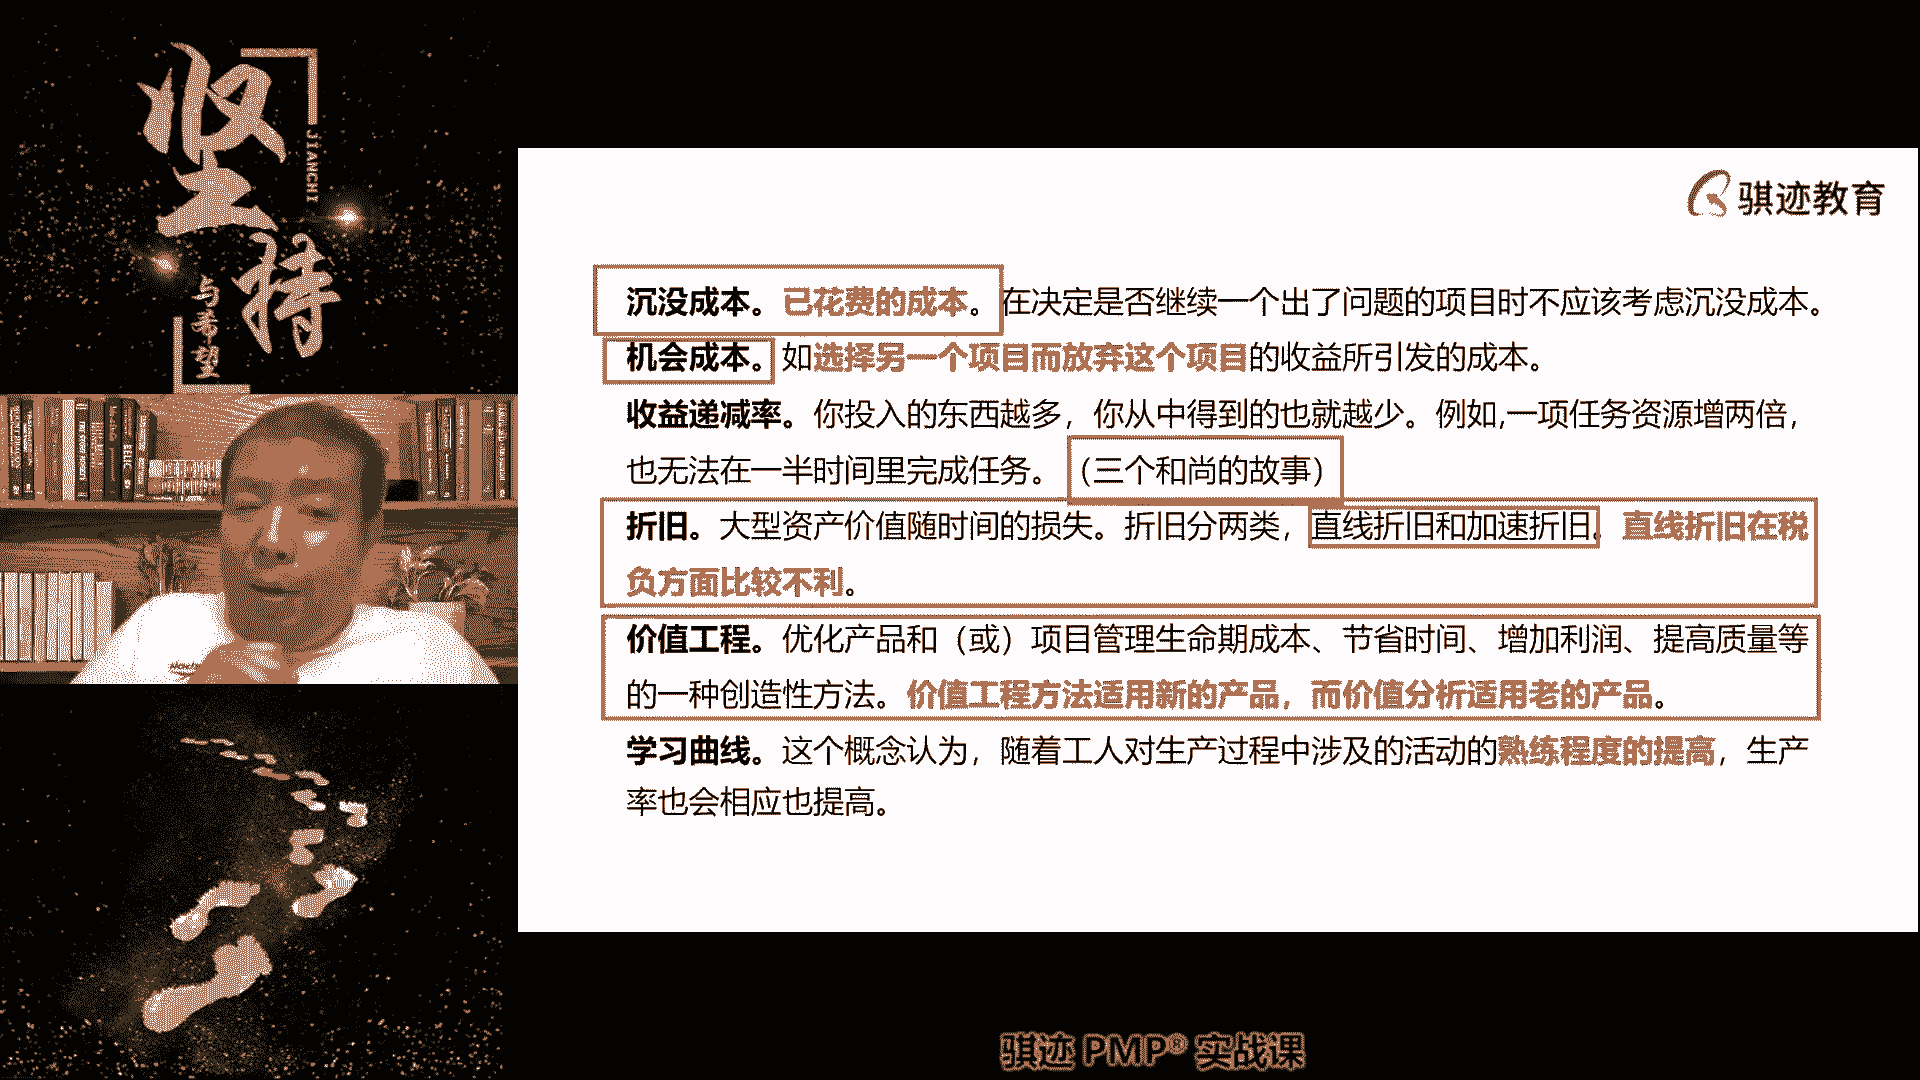 坚持
JIANCHI
与希望
骐迹教育
沉没成本。已花费的成本。在决定是否继续一个出了问题的项目时不应该考虑沉没成本。
机会成本。如选择另一个项目而放弃这个项目的收益所引发的成本。
收益递减率。你投入的东西越多，你从中得到的也就越少。例如,一项任务资源增两倍，
也无法在一半时间里完成任务。（三个和尚的故事）
折旧。大型资产价值随时间的损失。折旧分两类，直线折旧和加速折旧。直线折旧在税
负方面比较不利。
价值工程。优化产品和（或）项目管理生命期成本、节省时间、增加利润、提高质量等
的一种创造性方法。价值工程方法适用新的产品，而价值分析适用老的产品。
学习曲线。这个概念认为，随着工人对生产过程中涉及的活动的熟练程度的提高，生产
率也会相应也提高。
骐迹 PMP® 实战课